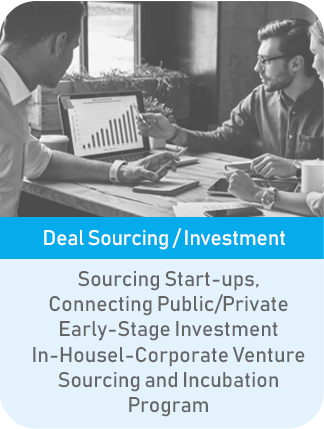 Deal Sourcing / Investment
Sourcing Start-ups,
Connecting Public/Private
Early-Stage Investment
In-Housel-Corporate Venture
Sourcing and Incubation
Program